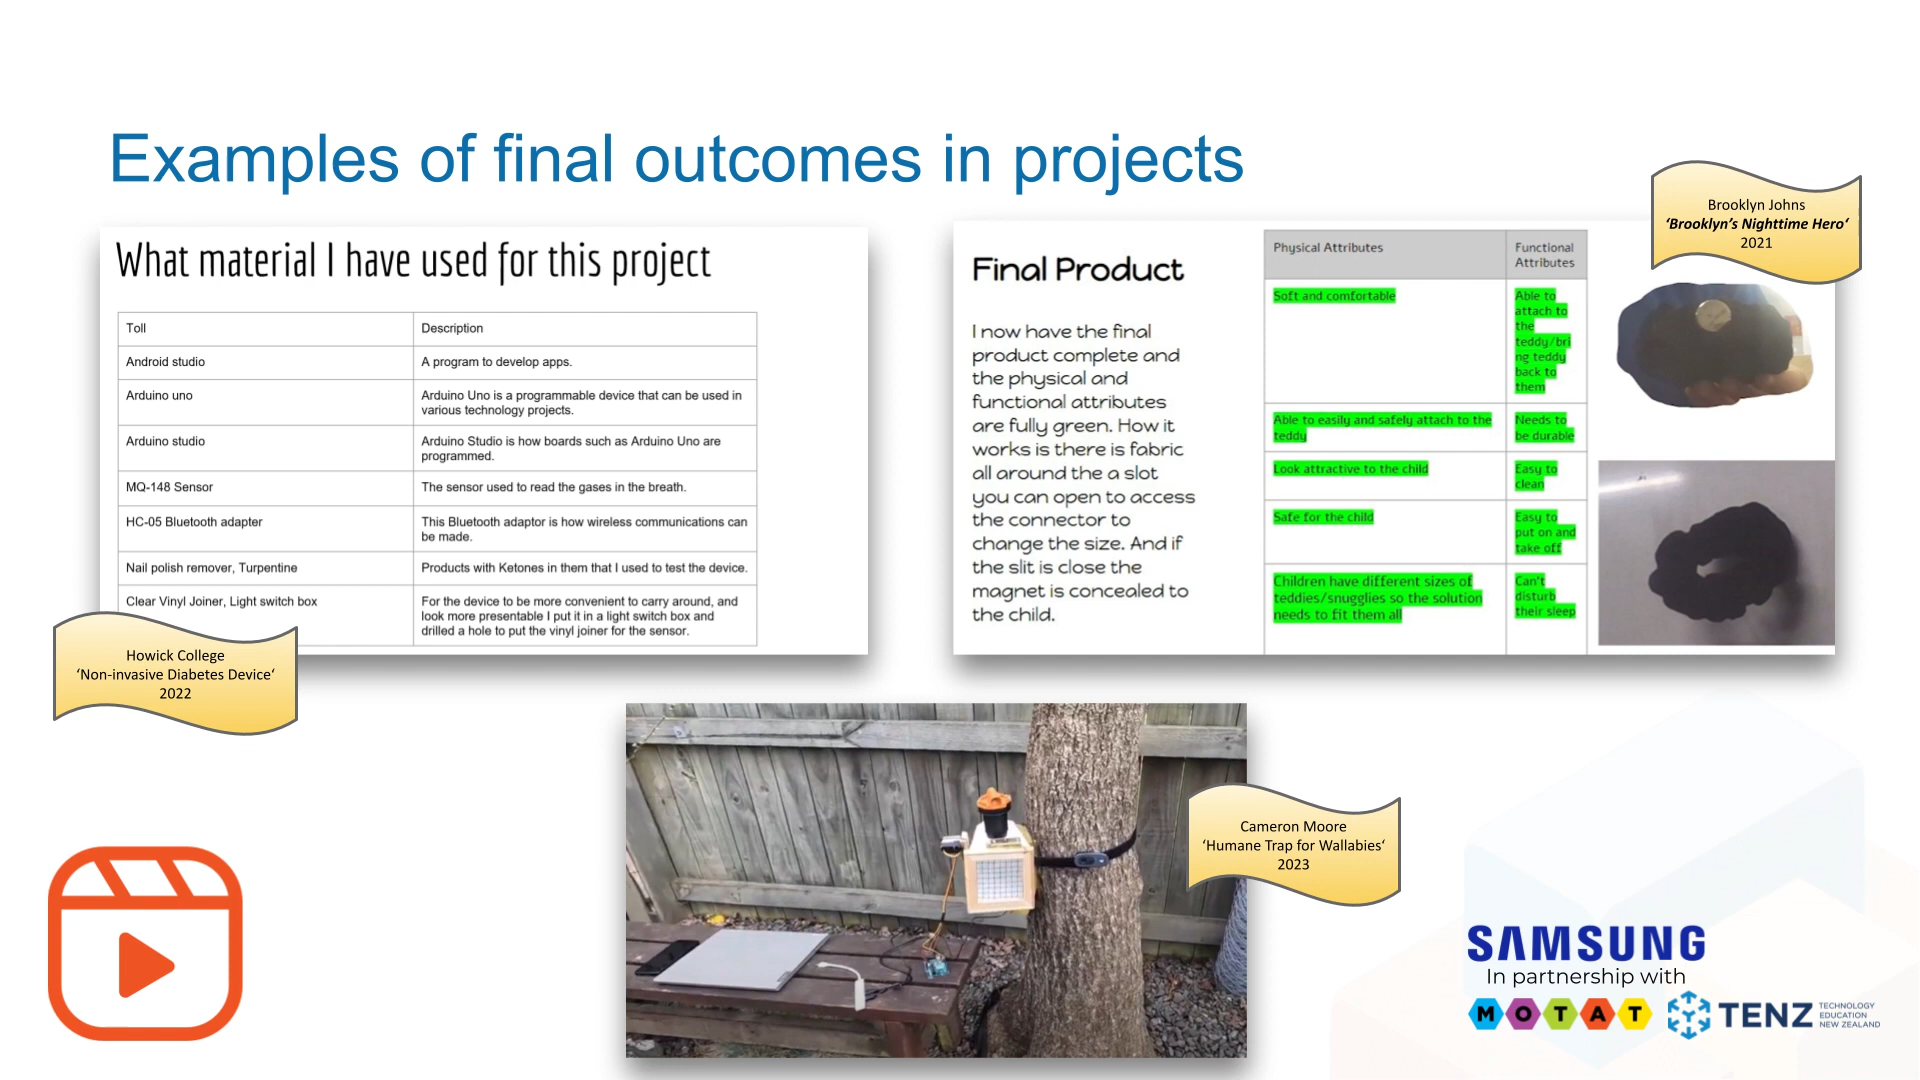 Examples of final outcomes in projects
What material I have used for this project
Toll
Description
Android studio
A program to develop apps.
Arduino uno
Arduino Uno is a programmable device that can be used in
various technology projects.
Arduino studio
Arduino Studio is how boards such as Arduino Uno are
programmed.
MQ-148 Sensor
The sensor used to read the gases in the breath.
HC-05 Bluetooth adapter
This Bluetooth adaptor is how wireless communications can
be made.
Nail polish remover, Turpentine
Products with Ketones in them that I used to test the device.
Clear Vinyl Joiner, Light switch box
For the device to be more convenient to carry around, and
look more presentable I put it in a light switch box and
drilled a hole to put the vinyl joiner for the sensor.
Howick College
‘Non-invasive Diabetes Device‘
2022
Final Product
I now have the final
product complete and
the physical and
functional attributes
are fully green. How it
works is there is fabric
all around the a slot
you can open to access
the connector to
change the size. And if
the slit is close the
magnet is concealed to
the child.
Physical Attributes
Functional
Attributes
Soft and comfortable
Able to
attach to
the
teddy/bri
ng teddy
back to
them
Able to easily and safely attach to the
teddy
Needs to
be durable
Look attractive to the child
Easy to
clean
Safe for the child
Easy to
put on and
take off
Children have different sizes of
teddies/snugglies so the solution
needs to fit them all
Can't
disturb
their sleep
Brooklyn Johns
‘Brooklyn’s Nighttime Hero‘
2021
Cameron Moore
‘Humane Trap for Wallabies‘
2023
SAMSUNG
In partnership with
MOTAT
TENZ
TECHNOLOGY
EDUCATION
NEW ZEALAND